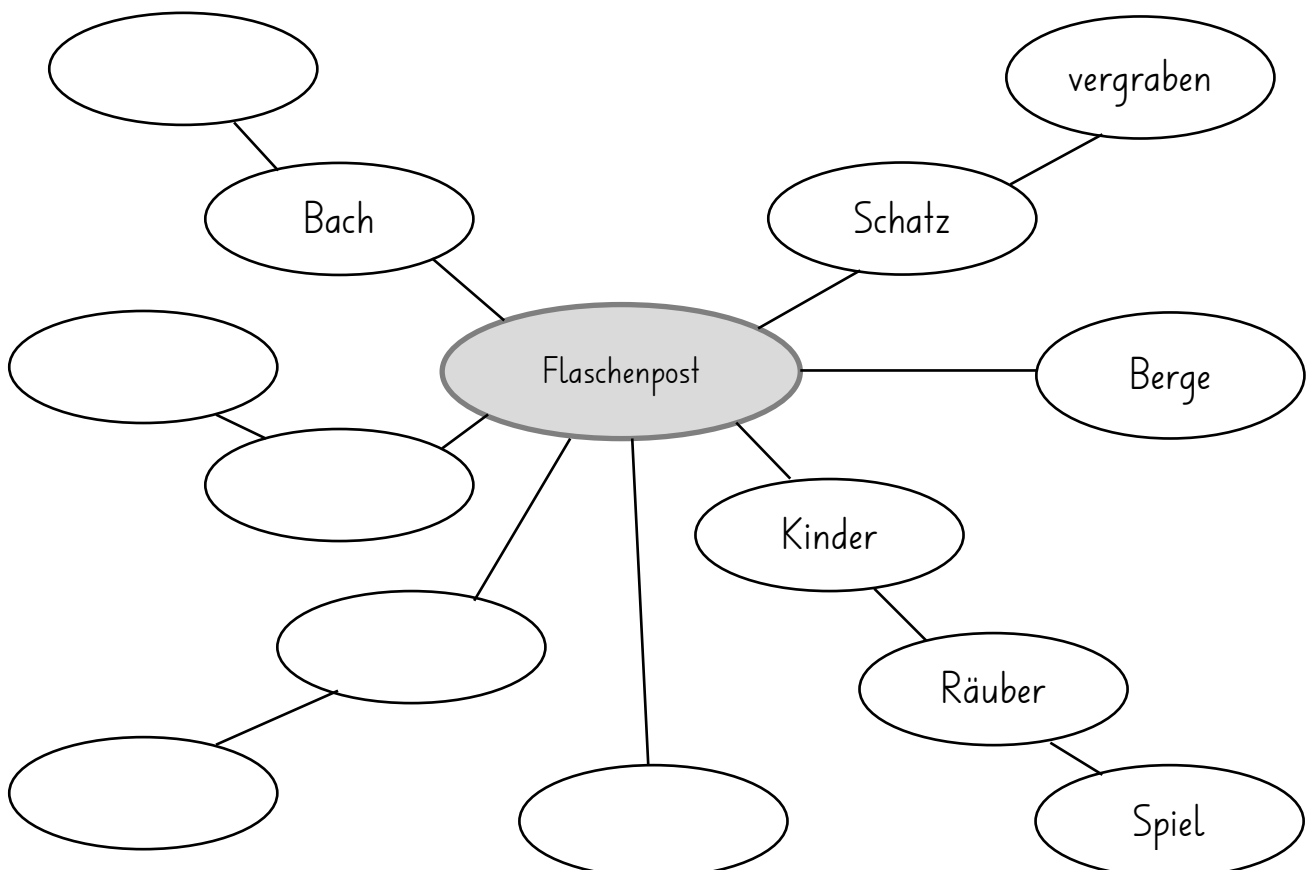 vergraben
Bach
Schatz
Flaschenpost
Berge
Kinder
Räuber
Spiel